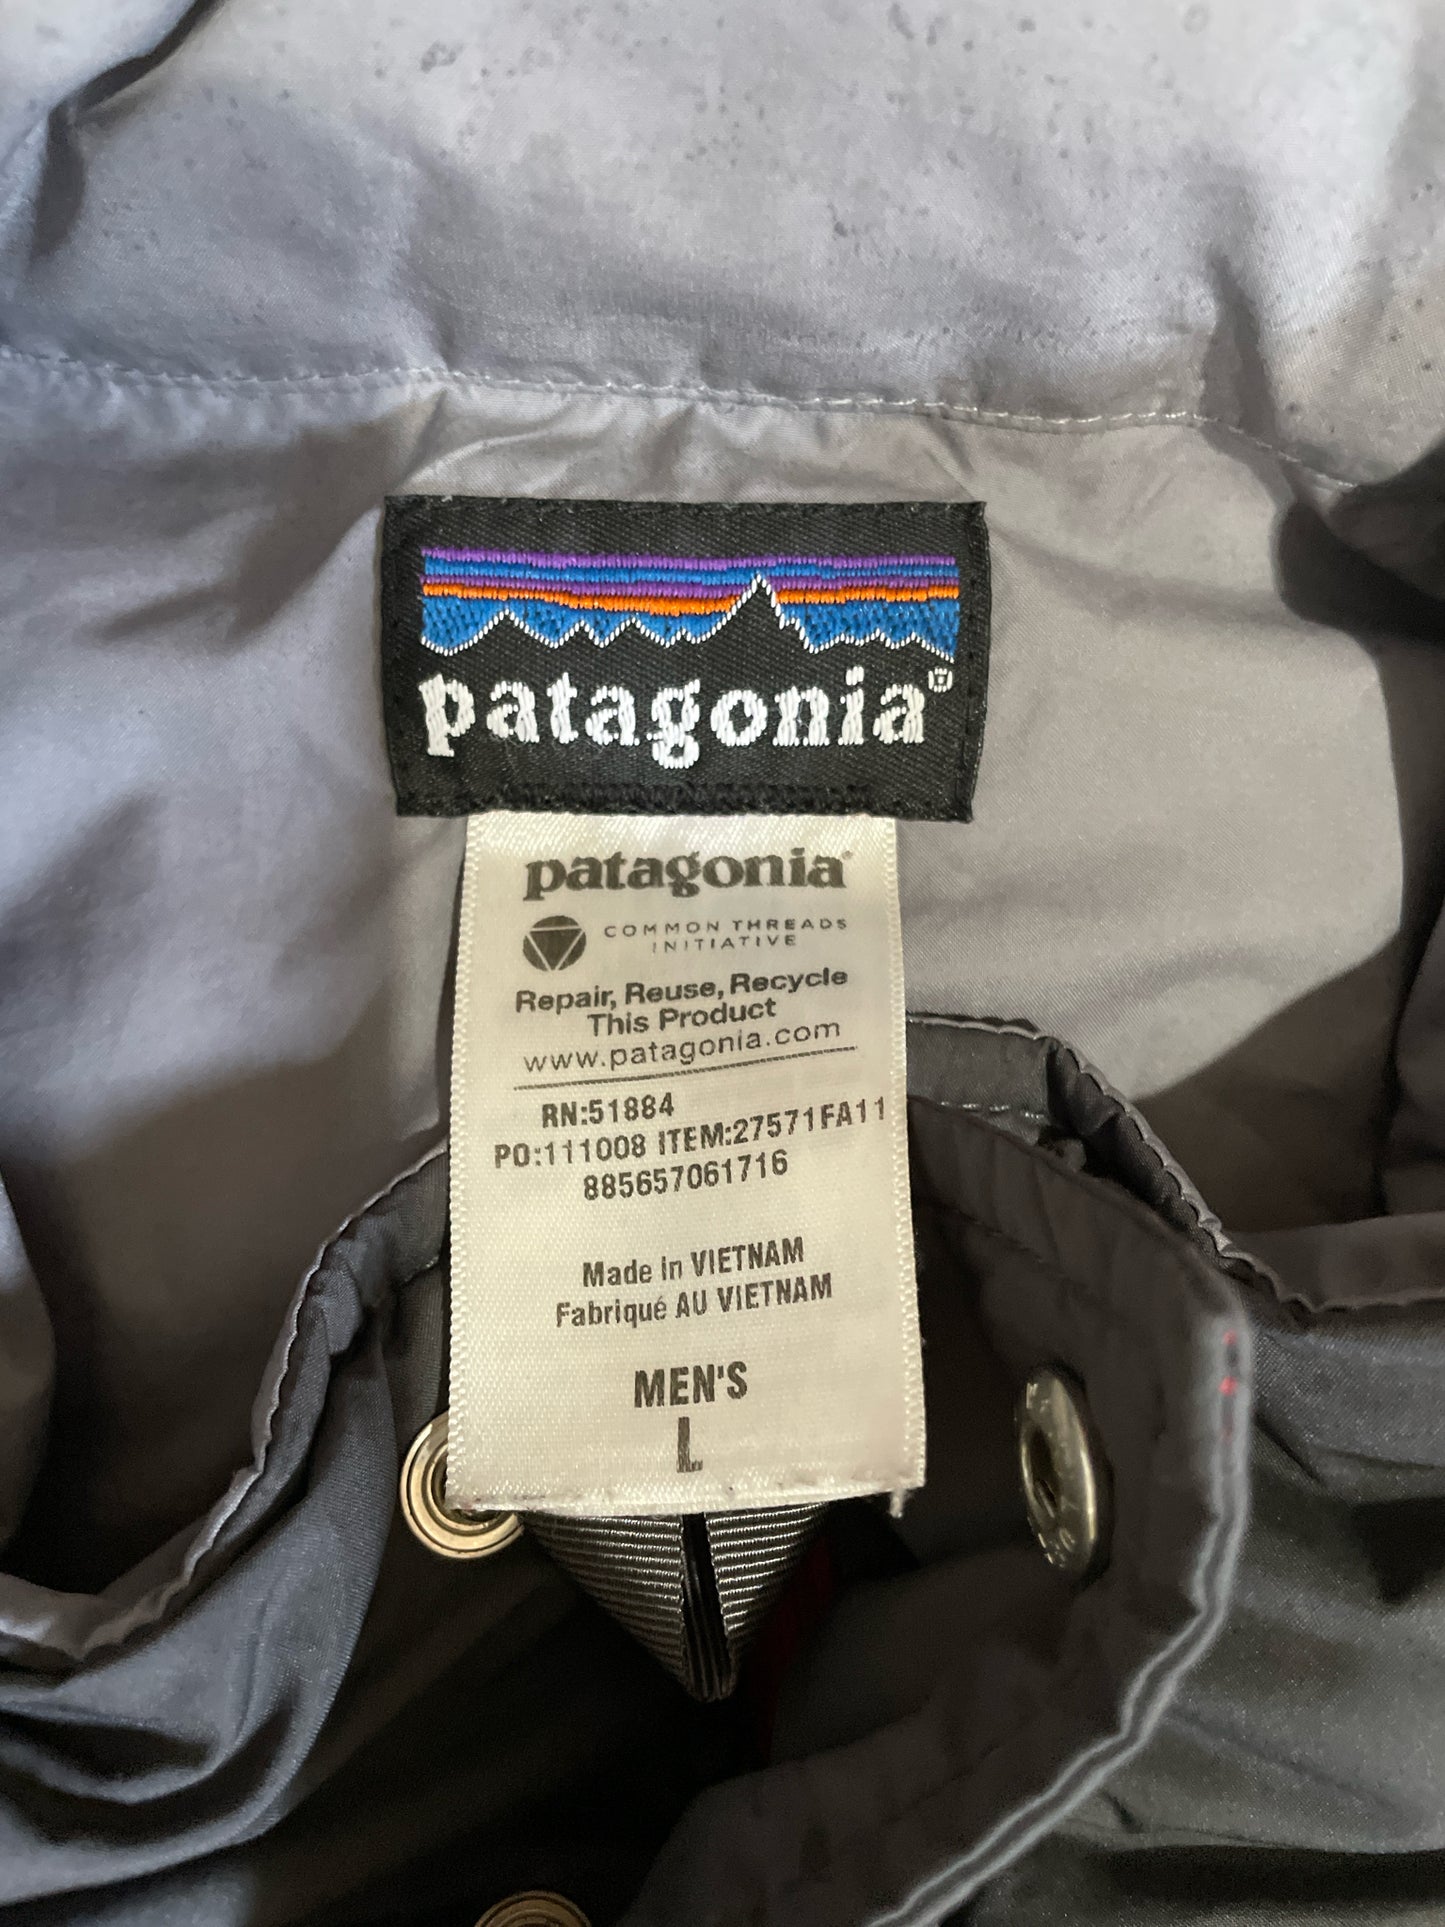 patagonia®
patagonia®
COMMON THREADS
INITIATIVE
Repair, Reuse, Recycle
This Product
www.patagonia.com
RN:51884
PO:111008 ITEM:27571FA11
885657061716
Made in VIETNAM
Fabriqué AU VIETNAM
MEN'S
L